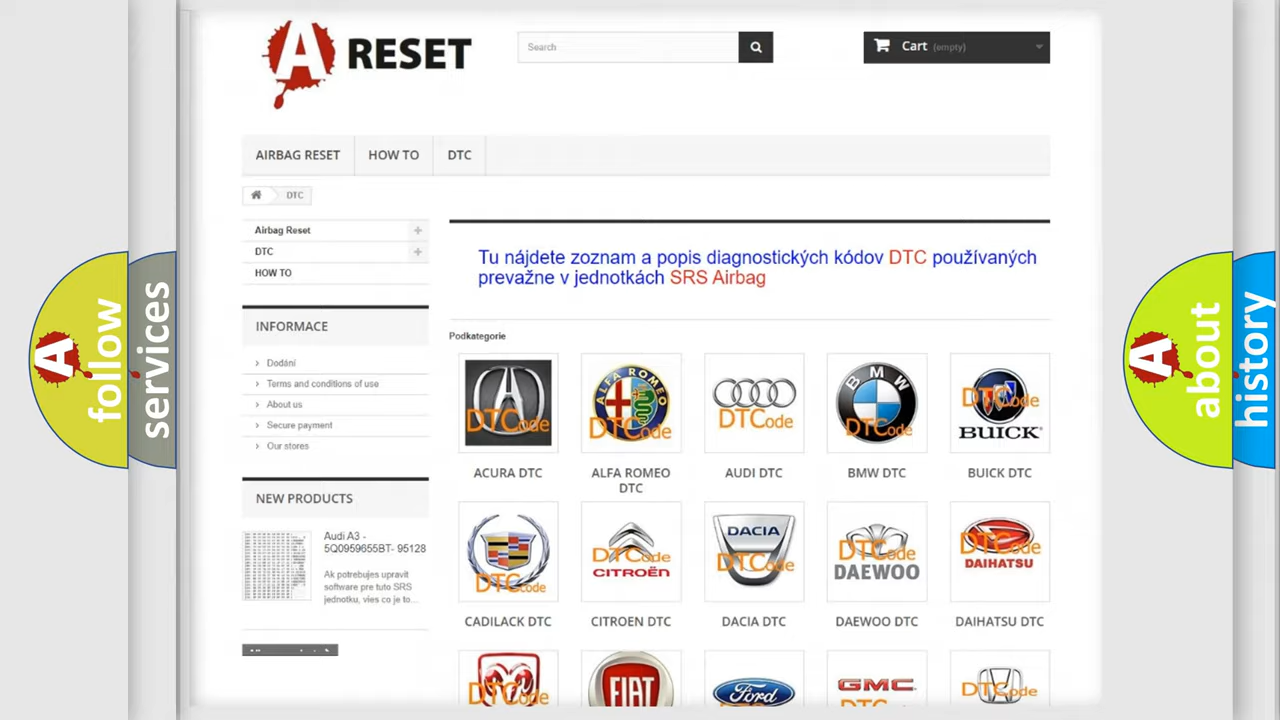 A RESET
Search
Cart (empty)
AIRBAG RESET
HOW TO
DTC
DTC
Airbag Reset
DTC
HOW TO
INFORMACE
Dodání
Terms and conditions of use
About us
Secure payment
Our stores
NEW PRODUCTS
Audi A3 -
5Q0959655BT- 95128
Ak potrebujes upravit
software pre tuto SRS
jednotku, vies co je to...
Tu nájdete zoznam a popis diagnostických kódov DTC používaných
prevažne v jednotkách SRS Airbag
Podkategorie
DTCode
ALFA ROMEO
DTCode
DTCode
BMW
DTCode
DTCode
BUICK
ACURA DTC
ALFA ROMEO
DTC
AUDI DTC
BMW DTC
BUICK DTC
DTCode
DTCode
CITROËN
DACIA
DTCode
DTCode
DAEWOO
DTCode
DAIHATSU
CADILACK DTC
CITROEN DTC
DACIA DTC
DAEWOO DTC
DAIHATSU DTC
DTCode
FIAT
Ford
GMC
DTCode
A follow
services
A about
history